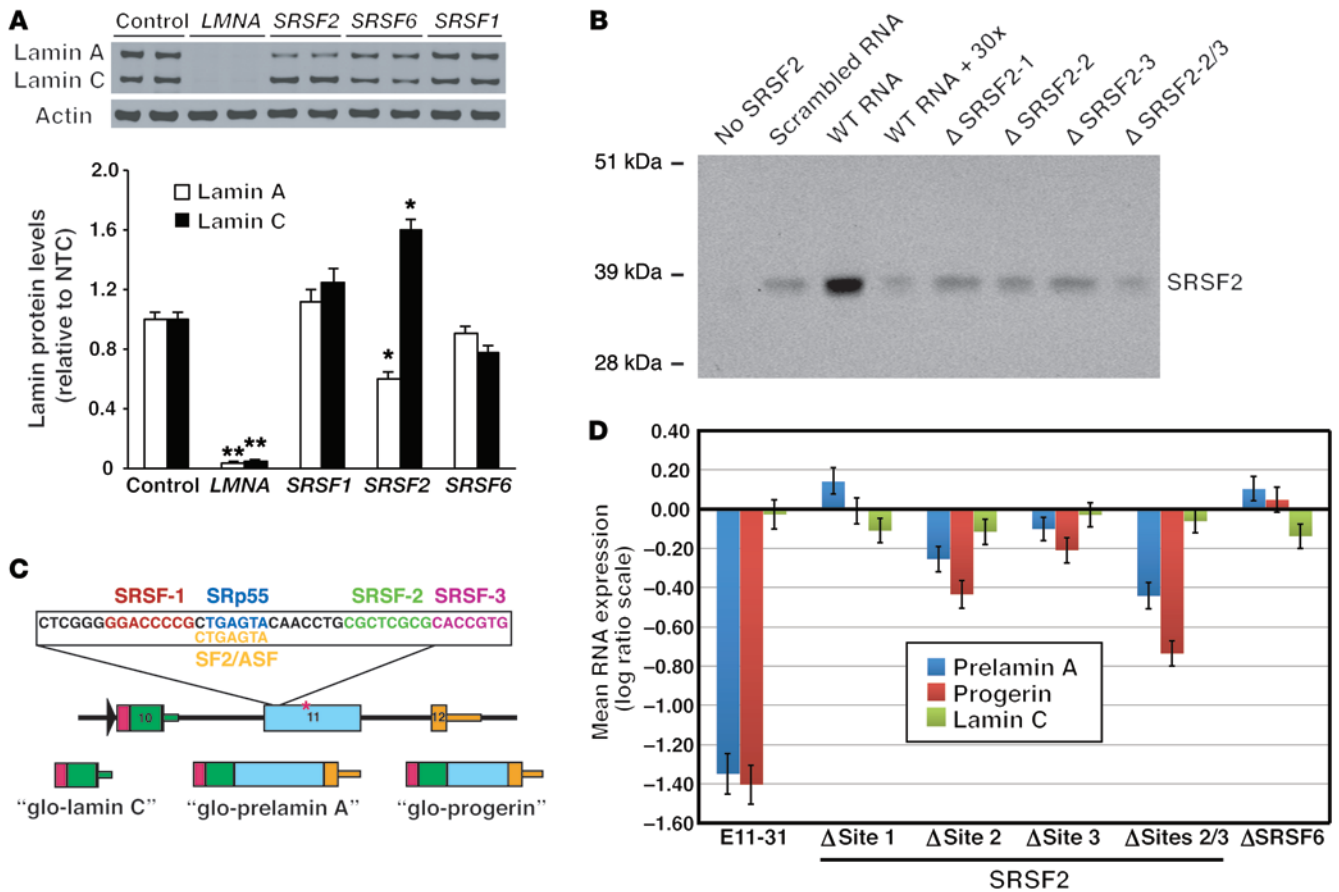 A
Control LMNA SRSF2 SRSF6 SRSF1
Lamin A
Lamin C
Actin
2.0
1.6
1.2
0.8
0.4
0
Lamin protein levels
(relative to NTC)
Lamin A
Lamin C
** ** * *
Control LMNA SRSF1 SRSF2 SRSF6
B
No SRSF2
Scrambled RNA
WT RNA
WT RNA + 30x
Δ SRSF2-1
Δ SRSF2-2
Δ SRSF2-3
Δ SRSF2-2/3
51 kDa –
39 kDa –
28 kDa –
SRSF2
C
SRSF-1 SRp55 SRSF-2 SRSF-3
CTCGGGGGACCCCGCTGAGTACAACCTGCGCTCGCGCACCGTG
CTGAGTA
SF2/ASF
*
10 11 12
“glo-lamin C” “glo-prelamin A” “glo-progerin”
D
0.40
0.20
0.00
–0.20
–0.40
–0.60
–0.80
–1.00
–1.20
–1.40
–1.60
Mean RNA expression
(log ratio scale)
Prelamin A
Progerin
Lamin C
E11-31 ΔSite 1 ΔSite 2 ΔSite 3 ΔSites 2/3 ΔSRSF6
SRSF2